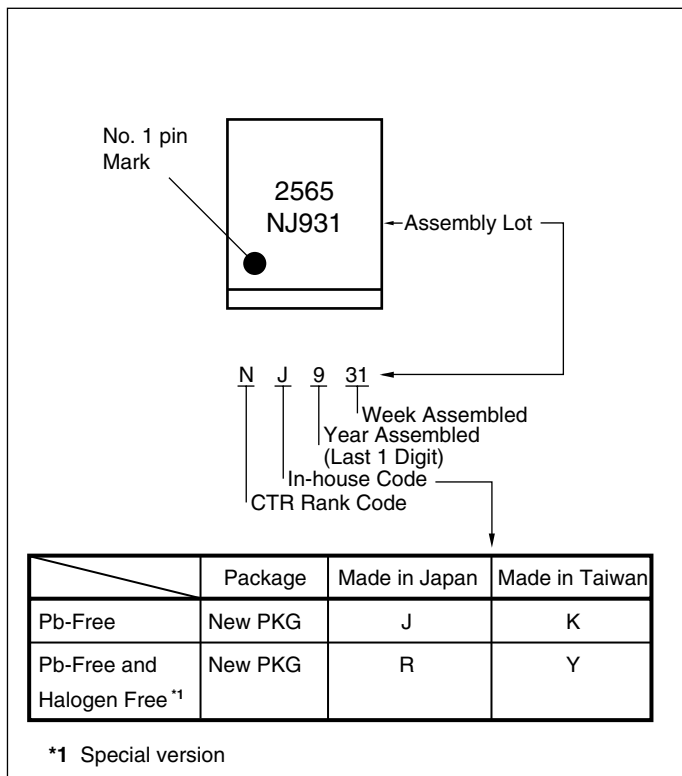 No. 1 pin
Mark
2565
NJ931
Assembly Lot
N J 9 31
Week Assembled
Year Assembled
(Last 1 Digit)
In-house Code
CTR Rank Code
Package Made in Japan Made in Taiwan
Pb-Free New PKG J K
Pb-Free and New PKG R Y
Halogen Free *1
*1 Special version